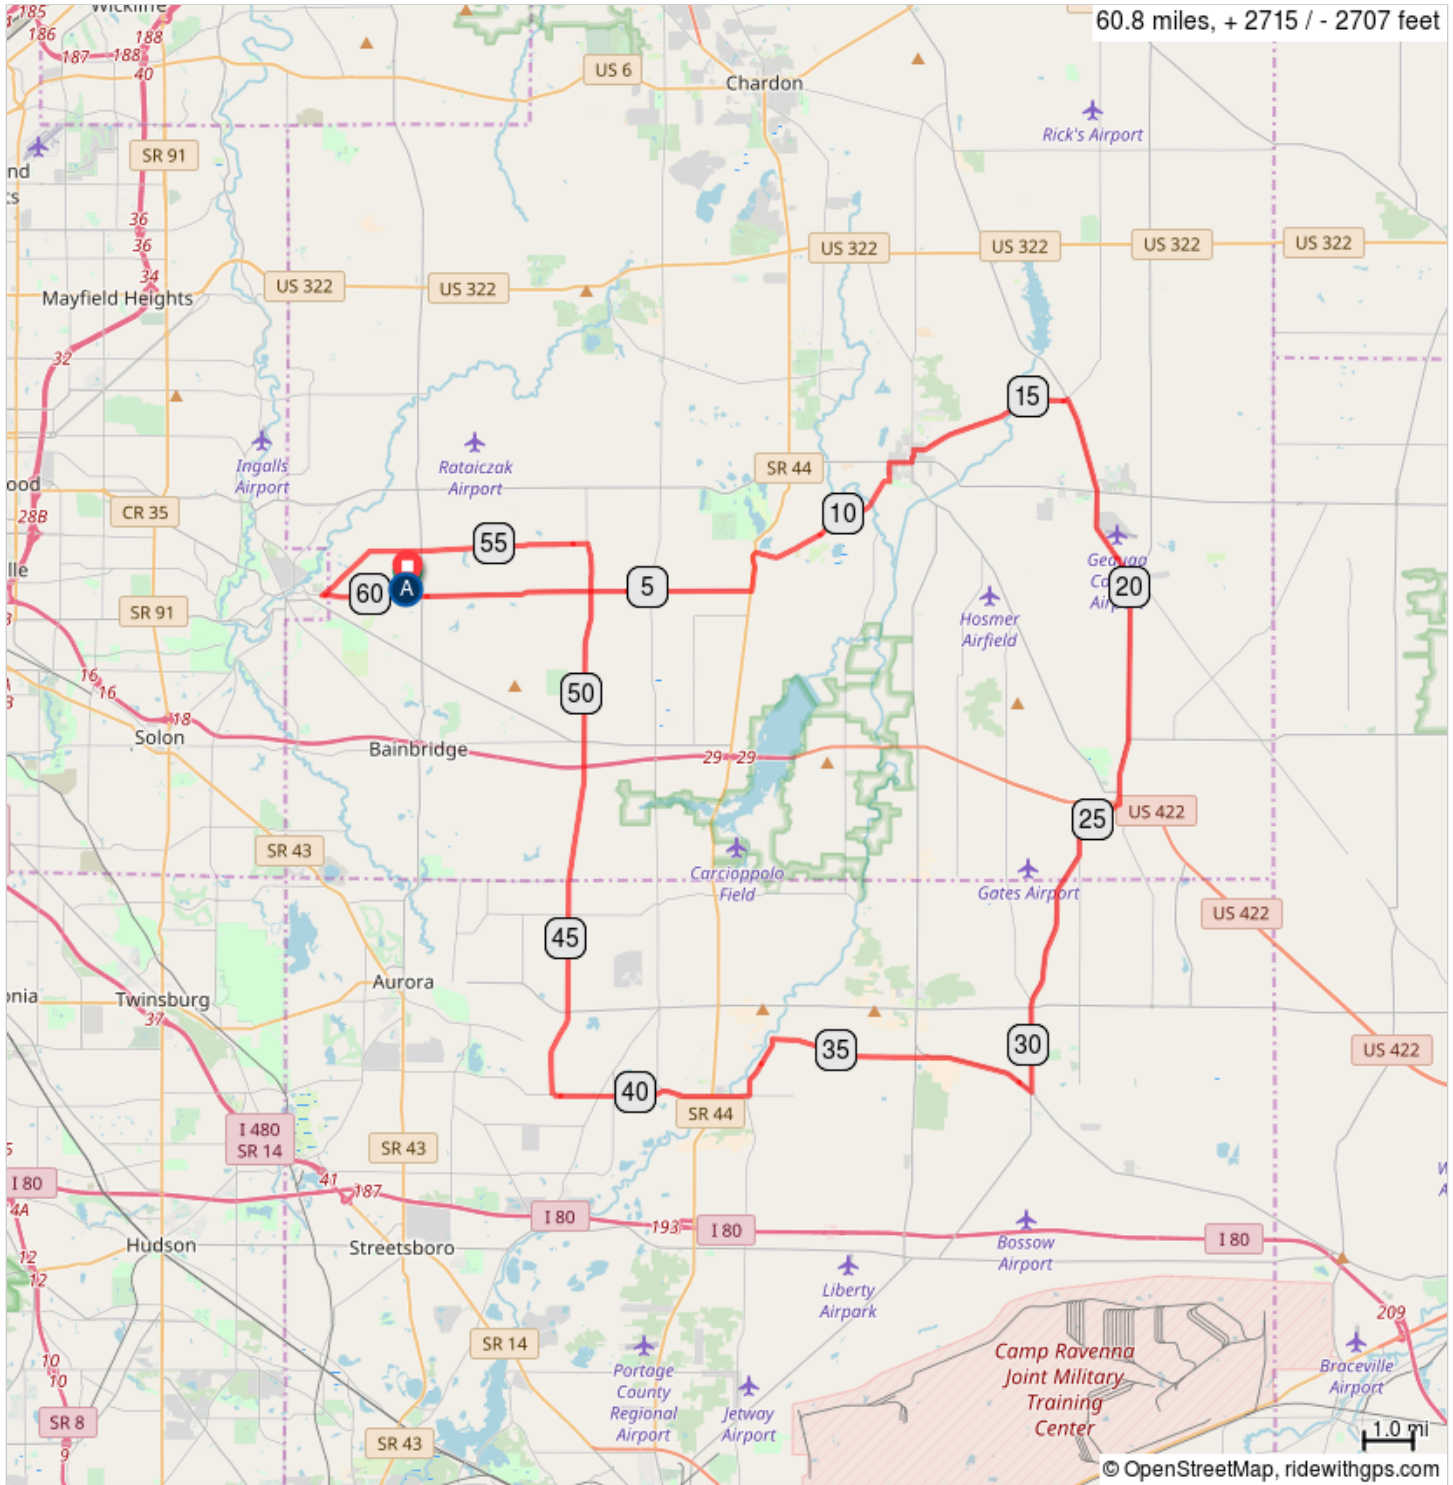 60.8 miles, + 2715 / - 2707 feet
Wickliffe
185
186
187
188
188
40
US 6
Chardon
Rick's Airport
SR 91
36
36
34
US 322
US 322
US 322
US 322
US 322
US 322
Mayfield Heights
32
15
Ingalls
Airport
Rataiczak
Airport
SR 44
CR 35
28B
10
55
60
A
5
20
Hosmer
Airfield
SR 91
16
16
18
Solon
50
Bainbridge
29
29
25
US 422
SR 43
Carcioppolo
Field
Gates Airport
US 422
45
Aurora
Twinsburg
37
35
30
US 422
40
SR 44
I 480
SR 14
SR 43
I 80
41
187
4A
I 80
193
I 80
I 80
Hudson
Streetsboro
Bossow
Airport
12
12
Liberty
Airpark
209
SR 14
Camp Ravenna
Joint Military
Training
Center
Portage
County
Regional
Airport
Jetway
Airport
Braceville
Airport
10
10
SR 8
9
SR 43
1.0 mi
© OpenStreetMap, ridewithgps.com